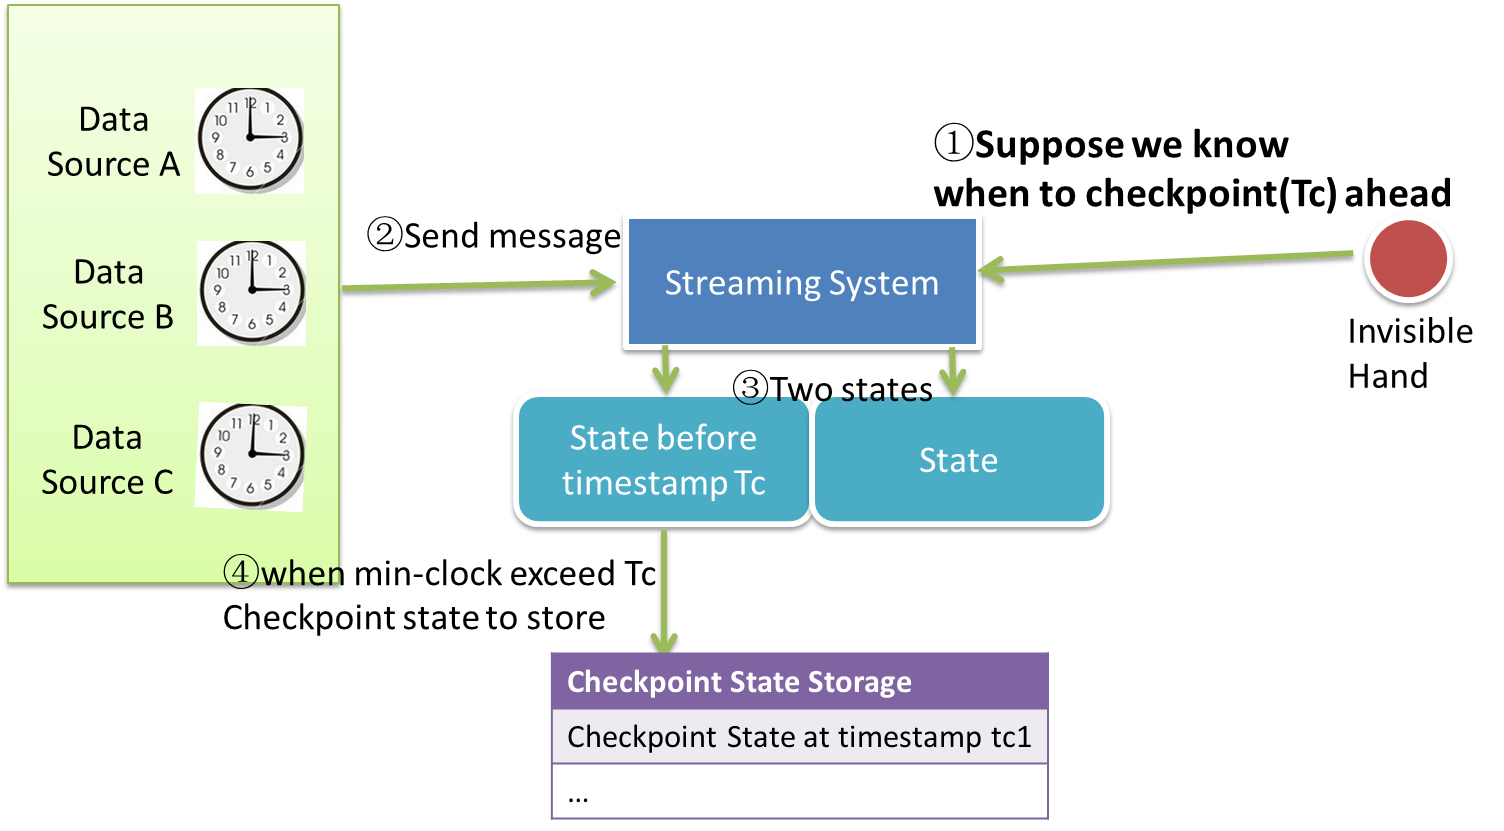 Data
Source A
Data
Source B
Data
Source C
①Suppose we know
when to checkpoint(Tc) ahead
②Send message
Streaming System
Invisible
Hand
③Two states
State before
timestamp Tc
State
④when min-clock exceed Tc
Checkpoint state to store
Checkpoint State Storage
Checkpoint State at timestamp tc1
...